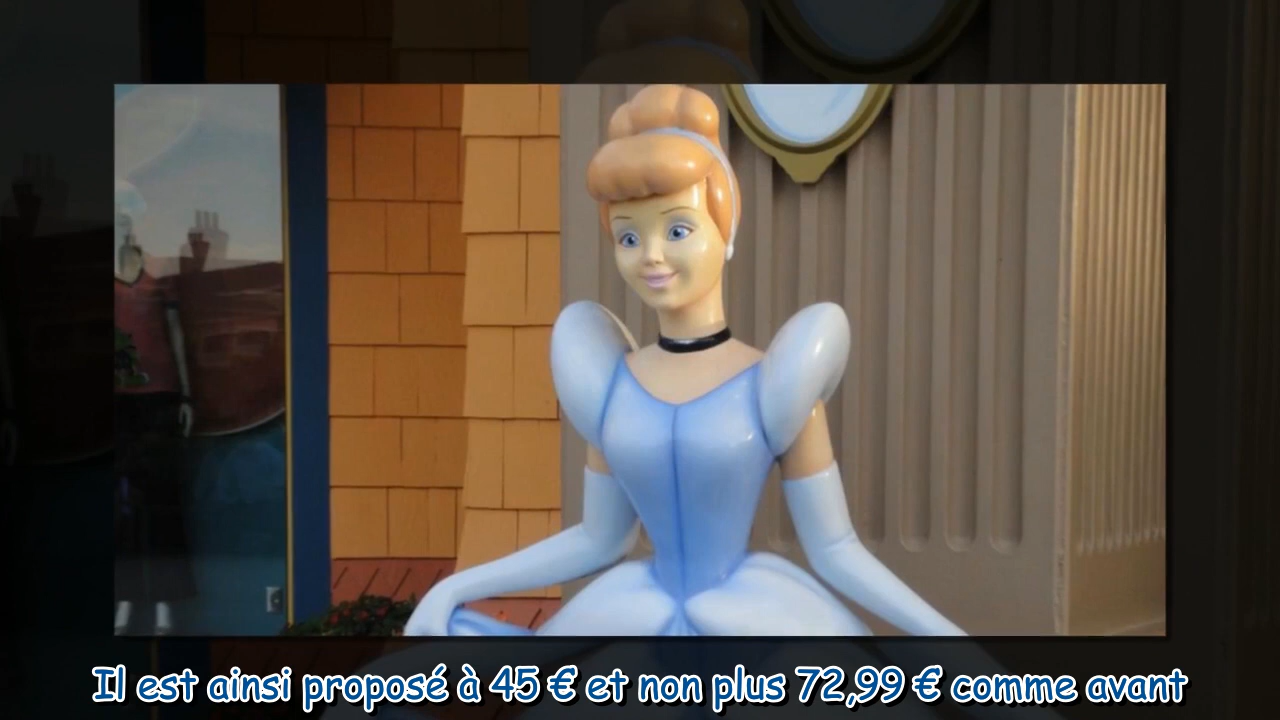 Il est ainsi proposé à 45 € et non plus 72,99 € comme avant